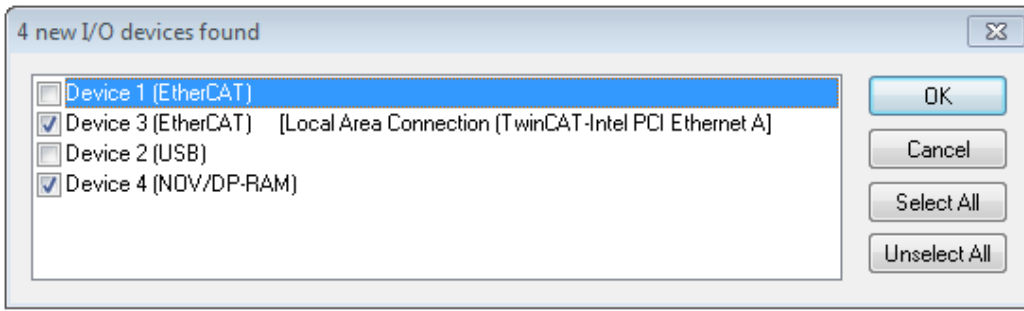 4 new I/O devices found
Device 1 (EtherCAT)
Device 3 (EtherCAT) [Local Area Connection (TwinCAT-Intel PCI Ethernet A]
Device 2 (USB)
Device 4 (NOV/DP-RAM)
OK
Cancel
Select All
Unselect All